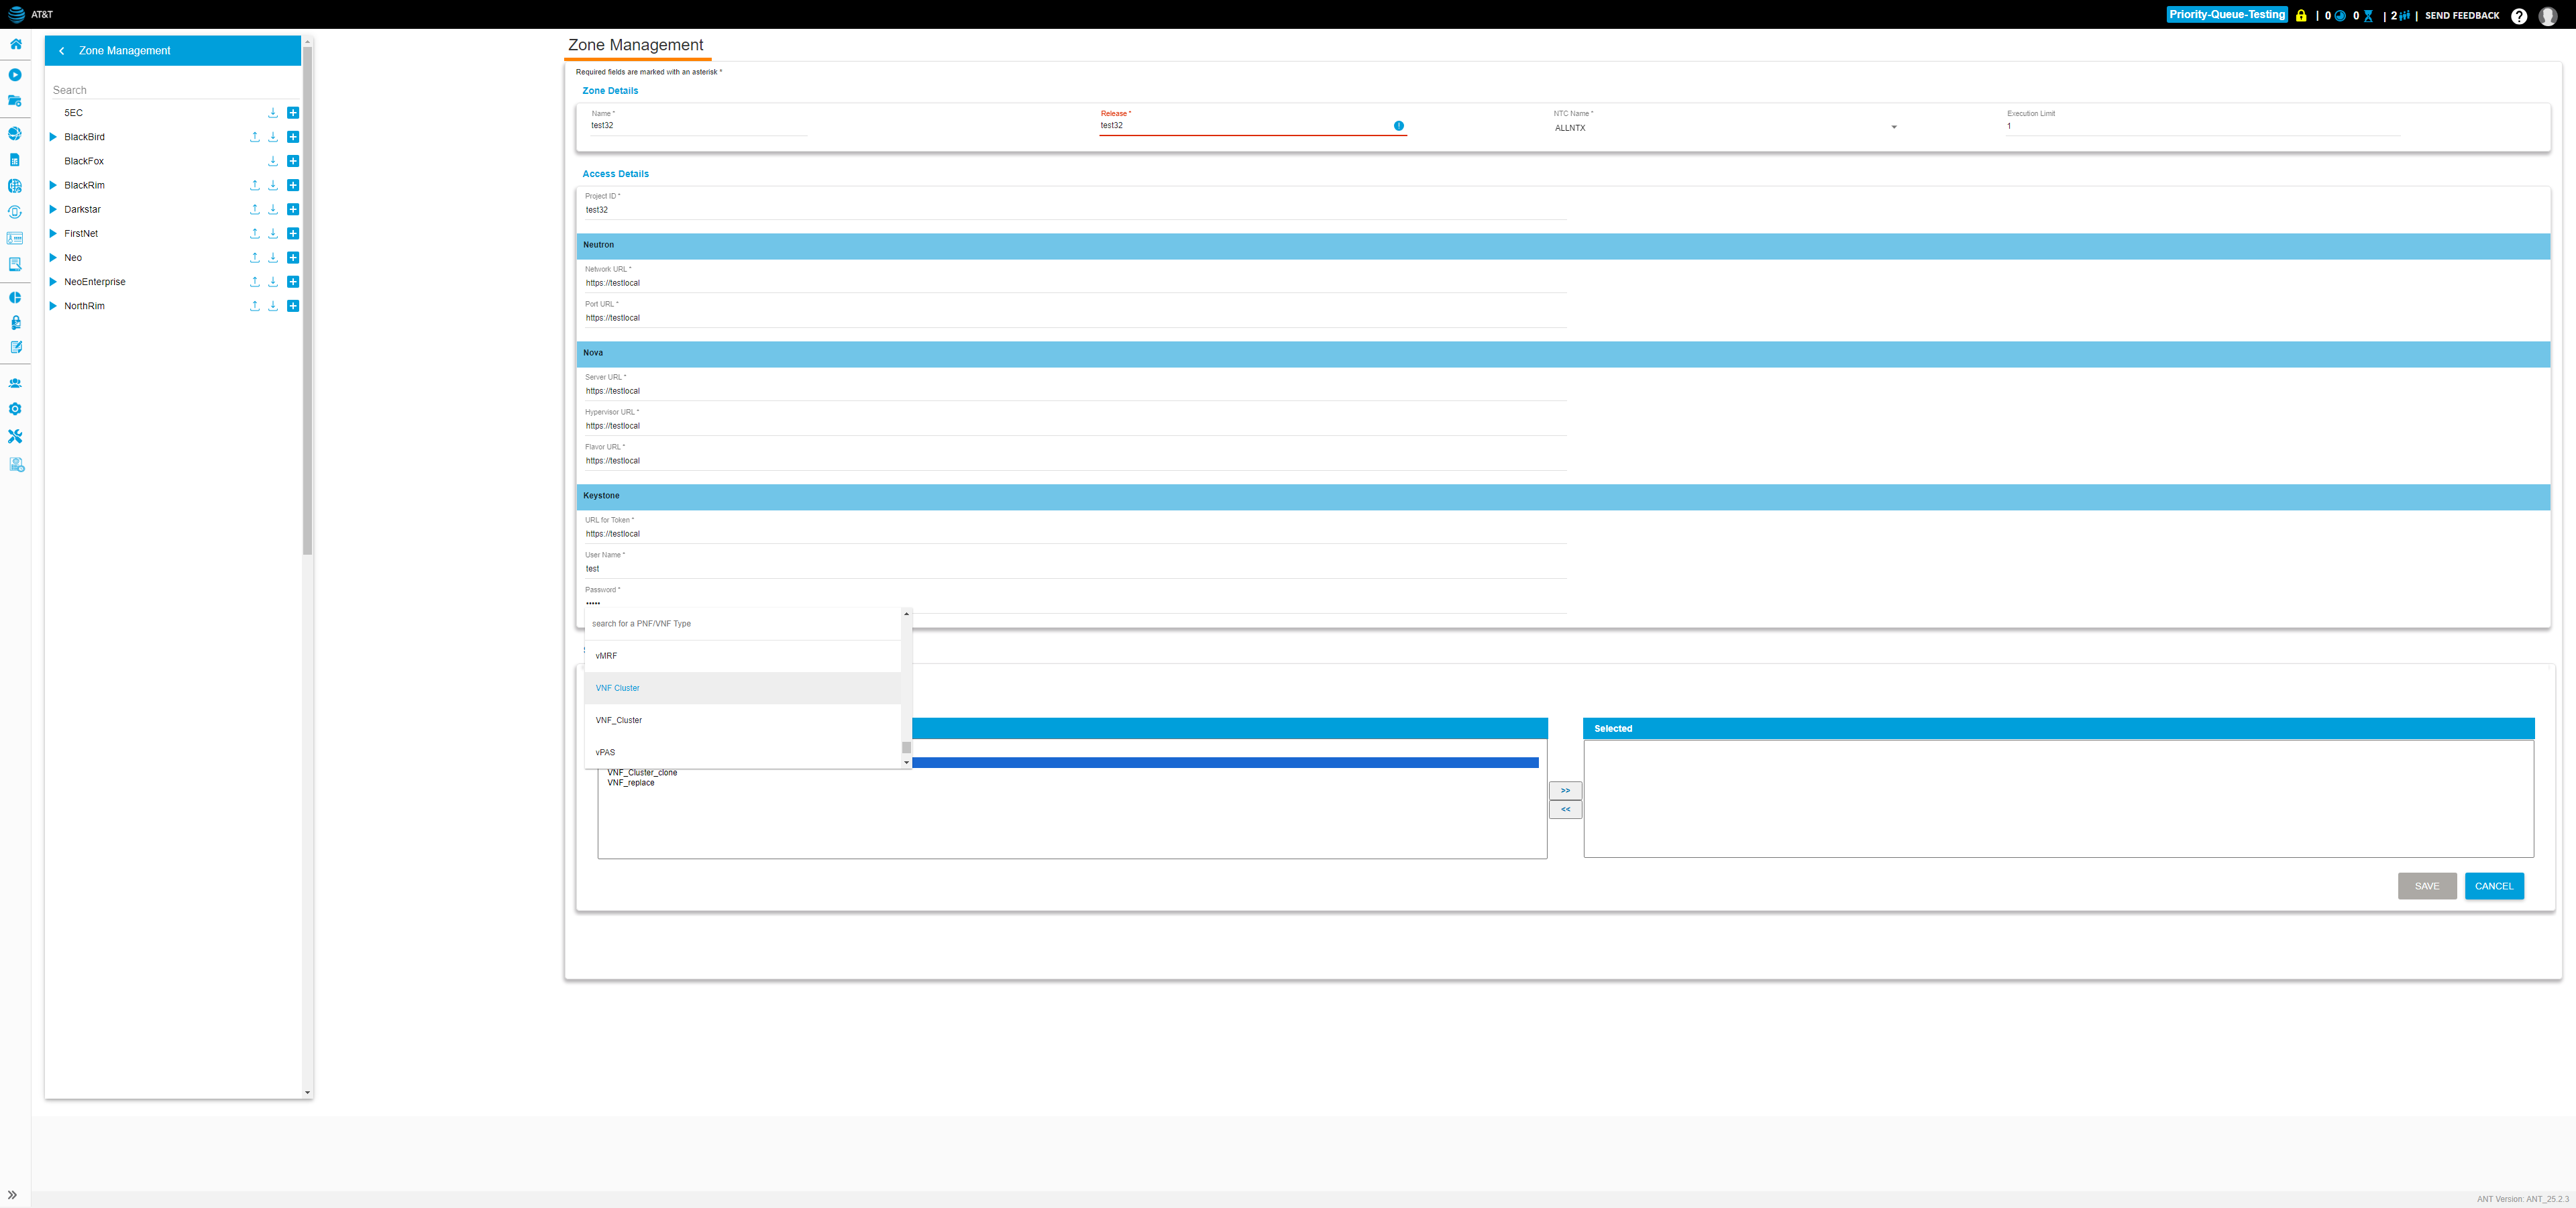 AT&T
Priority-Queue-Testing | 0 0 | 2 | SEND FEEDBACK ?
Zone Management
Search
5EC
BlackBird
BlackFox
BlackRim
Darkstar
FirstNet
Neo
NeoEnterprise
NorthRim
Zone Management
Required fields are marked with an asterisk *
Zone Details
Name * Release * NTC Name * Execution Limit
test32 test32 ALLNTX 1
Access Details
Project ID *
test32
Neutron
Network URL *
https://testlocal
Port URL *
https://testlocal
Nova
Server URL *
https://testlocal
Hypervisor URL *
https://testlocal
Flavor URL *
https://testlocal
Keystone
URL for Token *
https://testlocal
User Name *
test
Password *
•••••
search for a PNF/VNF Type
vMRF
VNF Cluster
VNF_Cluster
vPAS
VNF_Cluster_clone
VNF_replace
>>
<<
Selected
SAVE CANCEL
ANT Version: ANT_25.2.3